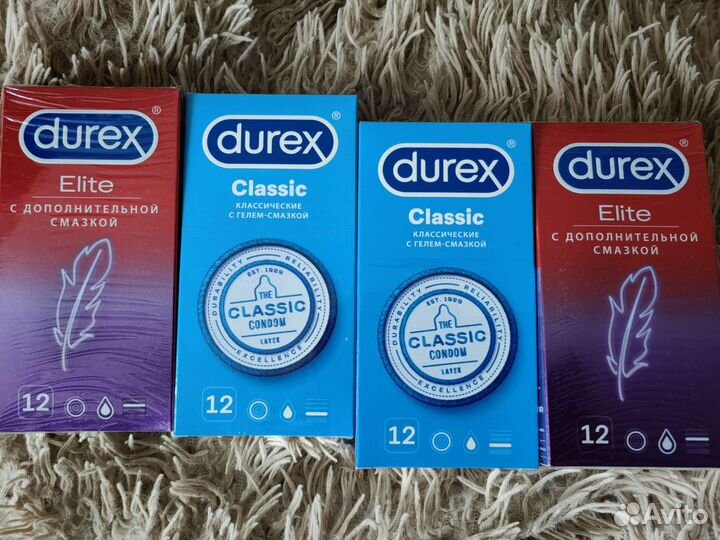 durex®
Elite
С ДОПОЛНИТЕЛЬНОЙ
СМАЗКОЙ
12
durex®
Classic
КЛАССИЧЕСКИЕ
С ГЕЛЕМ-СМАЗКОЙ
DURABILITY RELIABILITY
EST. 1929
THE
CLASSIC
CONDOM
LATEX
EXCELLENCE
12
durex®
Classic
КЛАССИЧЕСКИЕ
С ГЕЛЕМ-СМАЗКОЙ
DURABILITY RELIABILITY
EST. 1929
THE
CLASSIC
CONDOM
LATEX
EXCELLENCE
12
durex®
Elite
С ДОПОЛНИТЕЛЬНОЙ
СМАЗКОЙ
12
Avito